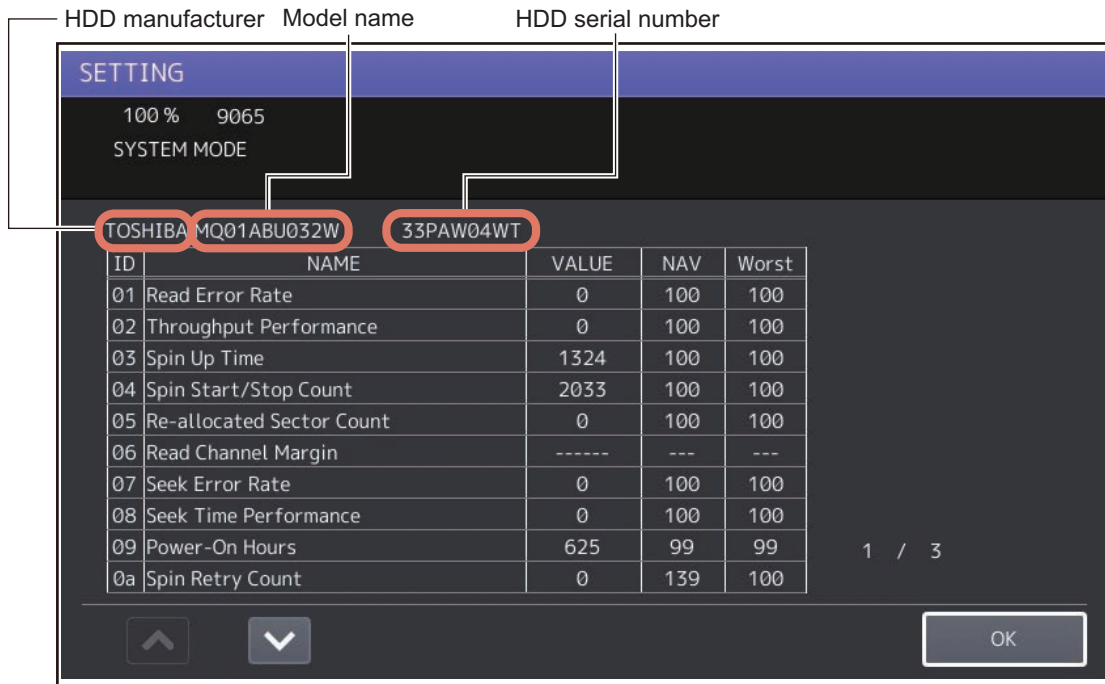 HDD manufacturer Model name HDD serial number
SETTING
100 % 9065
SYSTEM MODE
TOSHIBA MQ01ABU032W 33PAW04WT
ID NAME VALUE NAV Worst
01 Read Error Rate 0 100 100
02 Throughput Performance 0 100 100
03 Spin Up Time 1324 100 100
04 Spin Start/Stop Count 2033 100 100
05 Re-allocated Sector Count 0 100 100
06 Read Channel Margin ------ --- ---
07 Seek Error Rate 0 100 100
08 Seek Time Performance 0 100 100
09 Power-On Hours 625 99 99
0a Spin Retry Count 0 139 100
1 / 3
OK